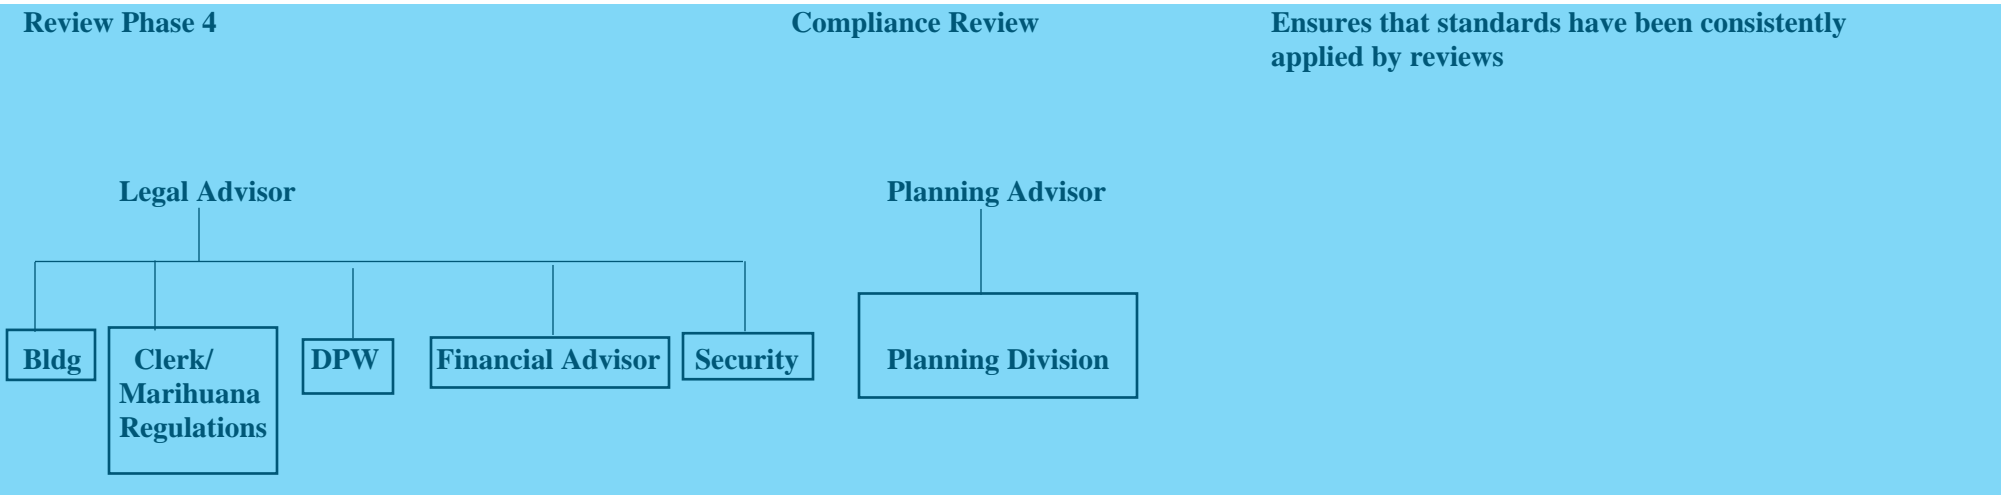 Review Phase 4 Compliance Review Ensures that standards have been consistently
applied by reviews
Legal Advisor Planning Advisor
Bldg Clerk/ DPW Financial Advisor Security Planning Division
Marihuana
Regulations